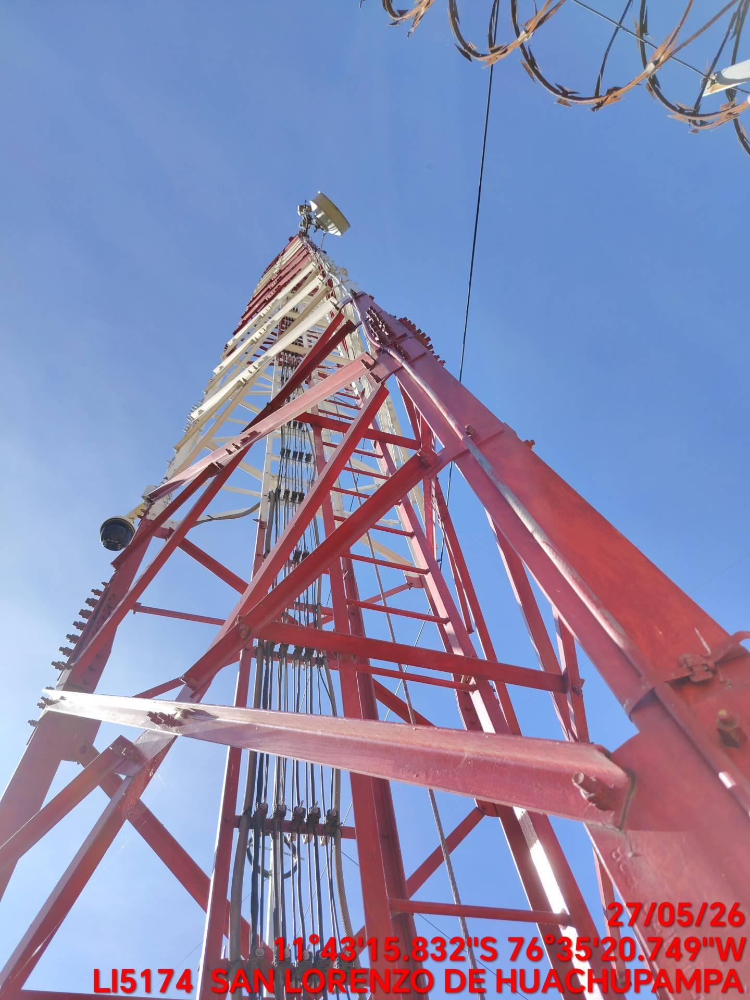 27/05/26
11°43'15.832"S 76°35'20.749"W
LI5174 SAN LORENZO DE HUACHUPAMPA